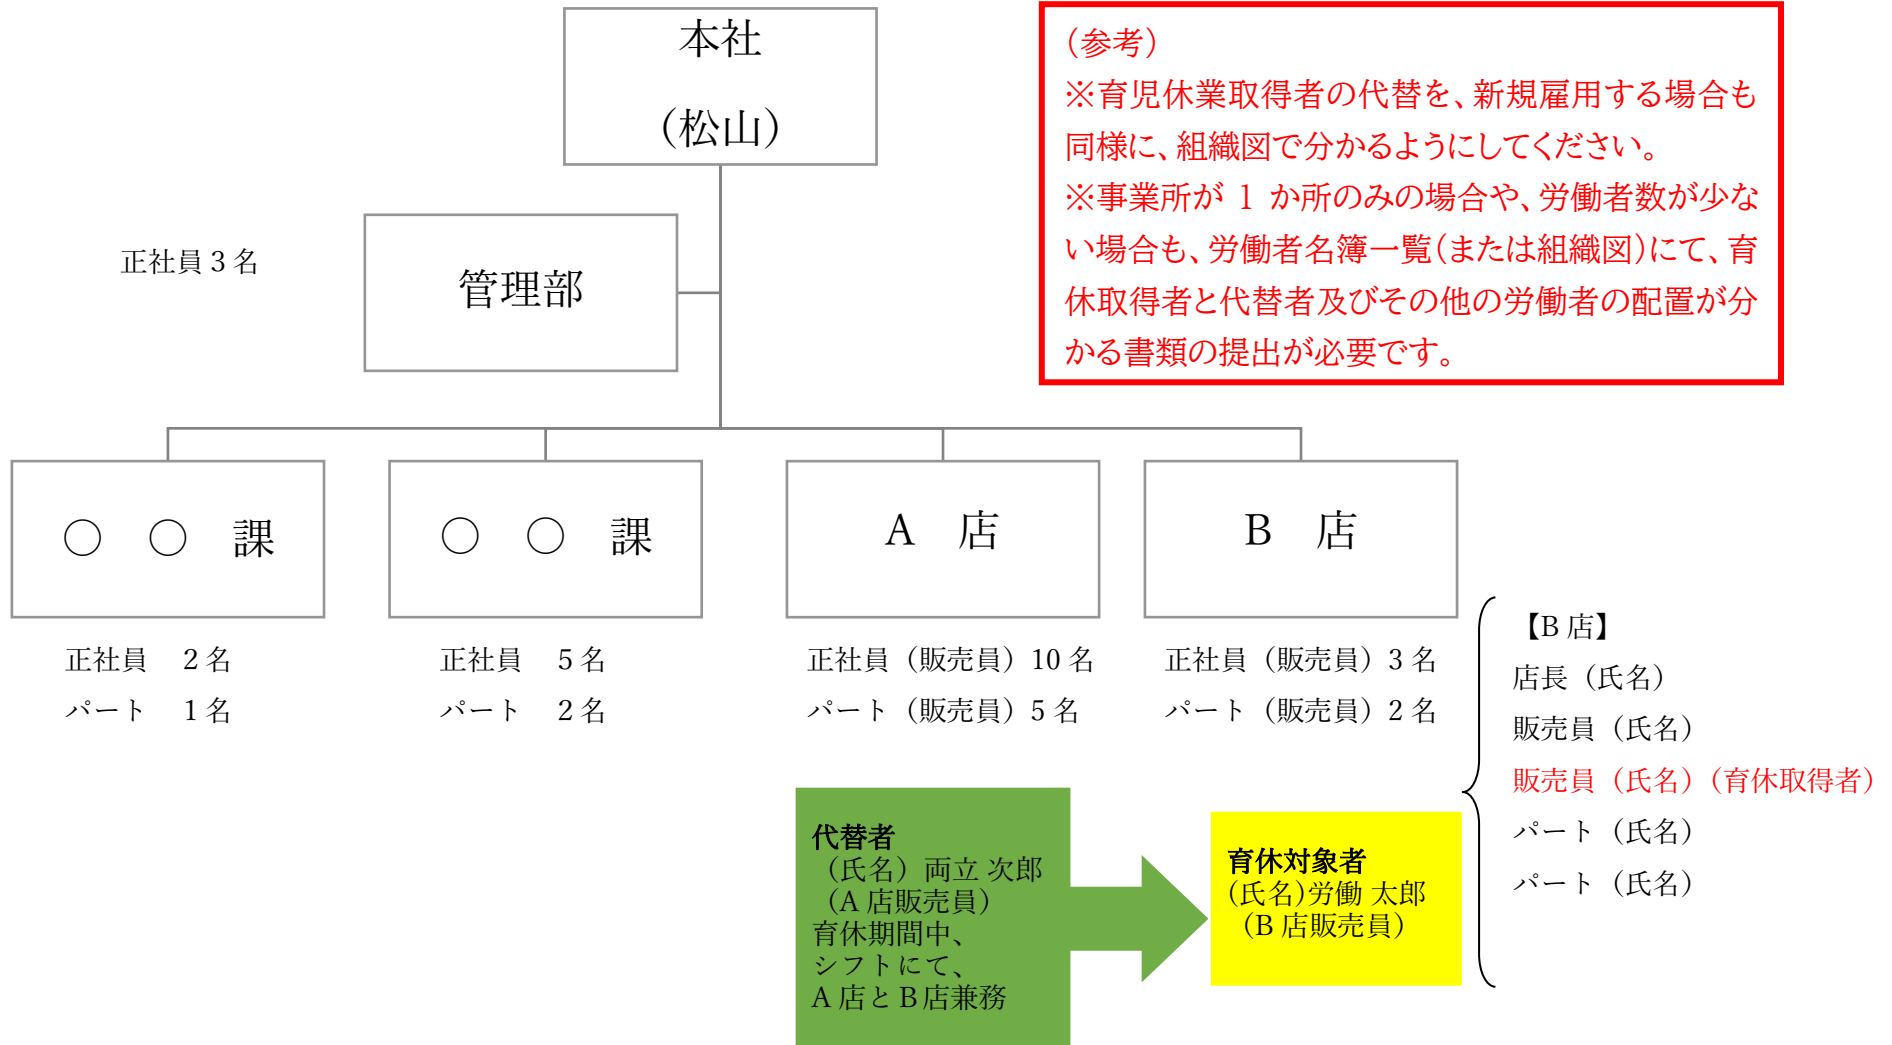 本社
（松山）
（参考）
※育児休業取得者の代替を、新規雇用する場合も
同様に、組織図で分かるようにしてください。
※事業所が 1 か所のみの場合や、労働者数が少な
い場合も、労働者名簿一覧（または組織図）にて、育
休取得者と代替者及びその他の労働者の配置が分
かる書類の提出が必要です。
正社員 3 名
管理部
○　○　課
○　○　課
A　店
B　店
正社員　2 名
パート　1 名
正社員　5 名
パート　2 名
正社員（販売員）10 名
パート（販売員）5 名
正社員（販売員）3 名
パート（販売員）2 名
【B 店】
店長（氏名）
販売員（氏名）
販売員（氏名）（育休取得者）
パート（氏名）
パート（氏名）
代替者
（氏名）両立 次郎
（A 店販売員）
育休期間中、
シフトにて、
A 店と B 店兼務
育休対象者
(氏名)労働 太郎
（B 店販売員）